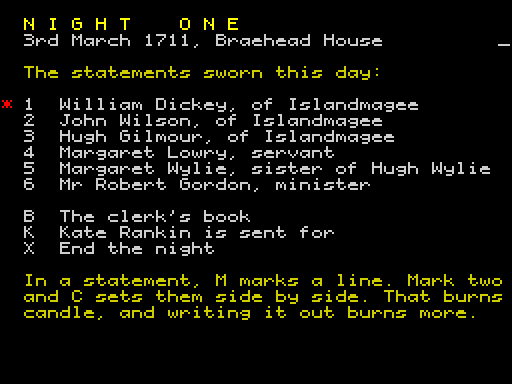 NIGHT ONE
3rd March 1711, Braehead House
The statements sworn this day:
* 1 William Dickey, of Islandmagee
2 John Wilson, of Islandmagee
3 Hugh Gilmour, of Islandmagee
4 Margaret Lowry, servant
5 Margaret Wylie, sister of Hugh Wylie
6 Mr Robert Gordon, minister
B The clerk's book
K Kate Rankin is sent for
X End the night
In a statement, M marks a line. Mark two
and C sets them side by side. That burns
candle, and writing it out burns more.